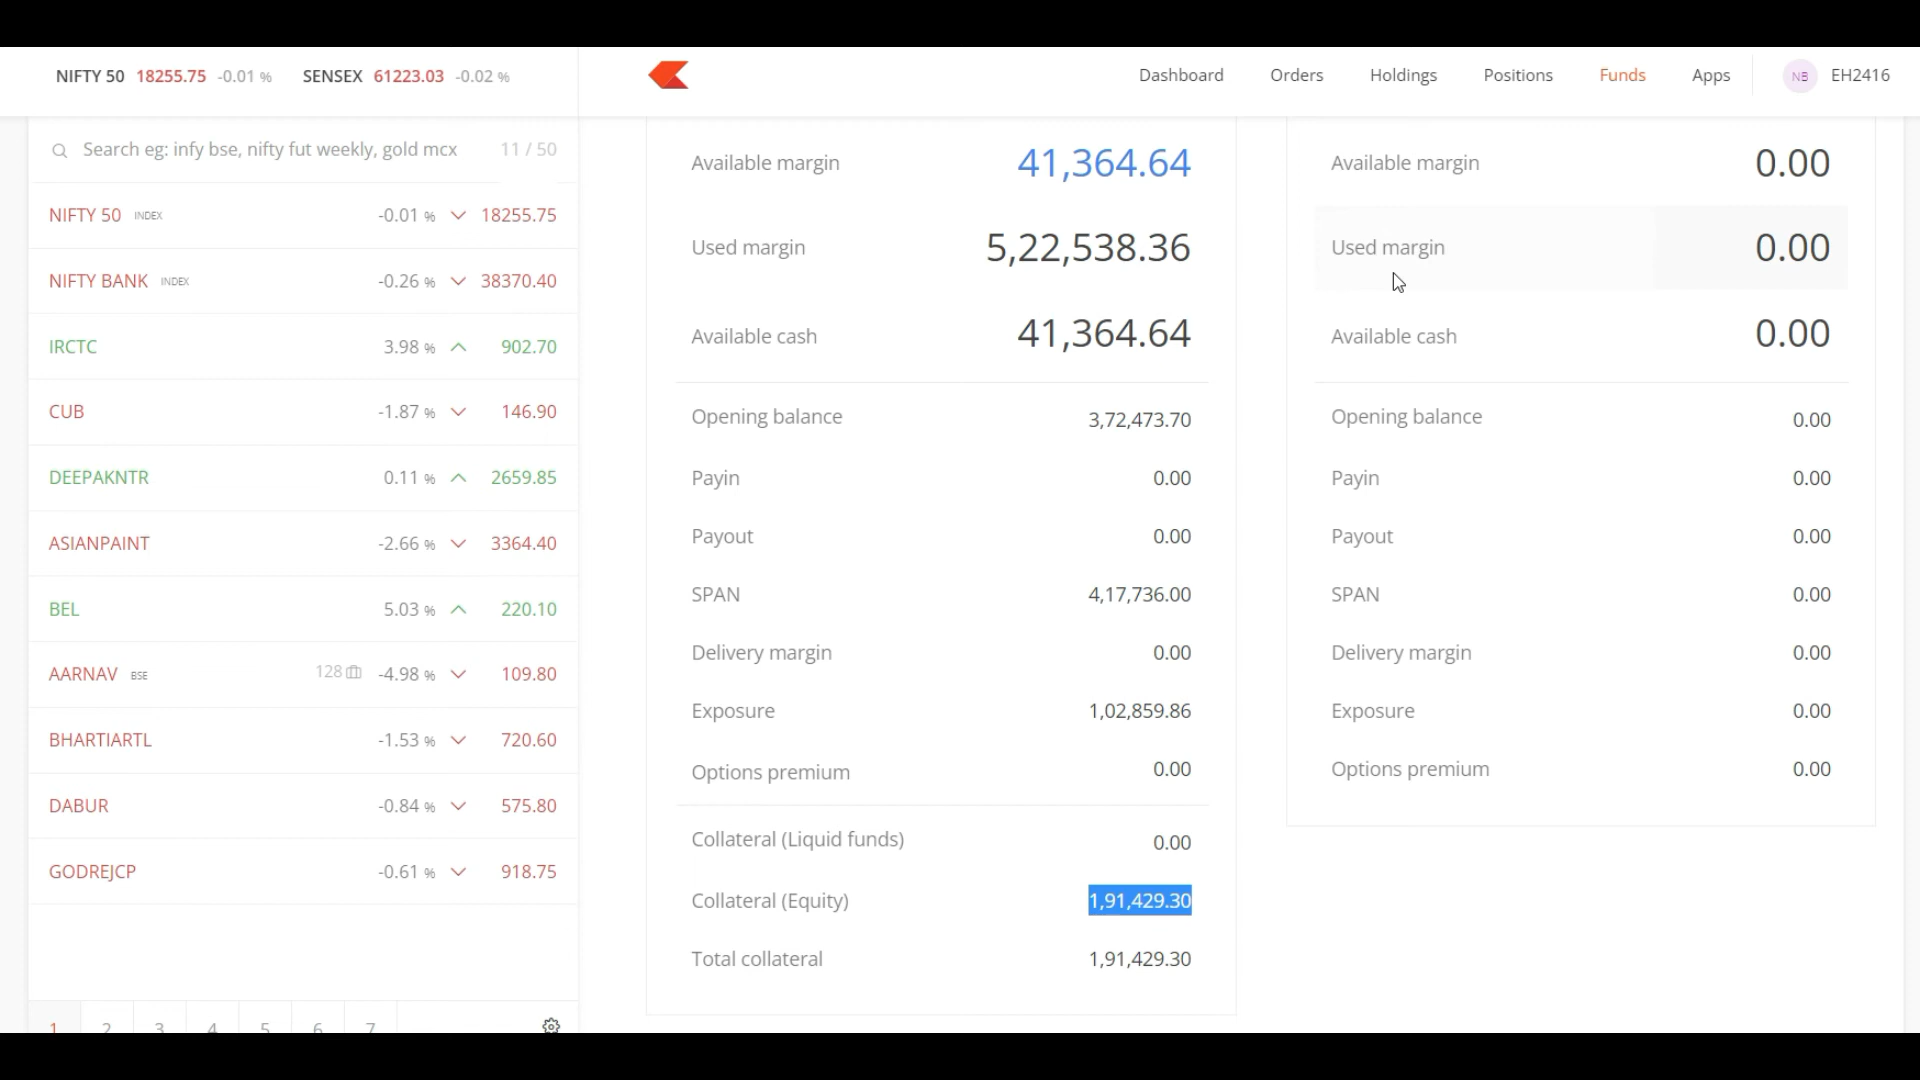 NIFTY 50 18255.75 -0.01 % SENSEX 61223.03 -0.02 %
Dashboard Orders Holdings Positions Funds Apps NB EH2416
Search eg: infy bse, nifty fut weekly, gold mcx 11 / 50
NIFTY 50 INDEX -0.01 % 18255.75
NIFTY BANK INDEX -0.26 % 38370.40
IRCTC 3.98 % 902.70
CUB -1.87 % 146.90
DEEPAKNTR 0.11 % 2659.85
ASIANPAINT -2.66 % 3364.40
BEL 5.03 % 220.10
AARNAV BSE 128 -4.98 % 109.80
BHARTIARTL -1.53 % 720.60
DABUR -0.84 % 575.80
GODREJCP -0.61 % 918.75
1 2 3 4 5 6 7
Available margin 41,364.64
Used margin 5,22,538.36
Available cash 41,364.64
Opening balance 3,72,473.70
Payin 0.00
Payout 0.00
SPAN 4,17,736.00
Delivery margin 0.00
Exposure 1,02,859.86
Options premium 0.00
Collateral (Liquid funds) 0.00
Collateral (Equity) 1,91,429.30
Total collateral 1,91,429.30
Available margin 0.00
Used margin 0.00
Available cash 0.00
Opening balance 0.00
Payin 0.00
Payout 0.00
SPAN 0.00
Delivery margin 0.00
Exposure 0.00
Options premium 0.00